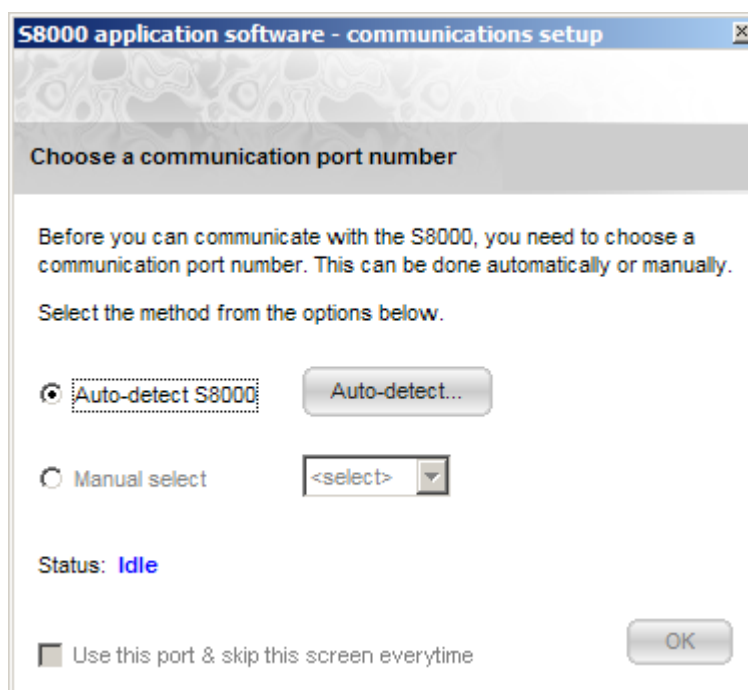 S8000 application software - communications setup
Choose a communication port number
Before you can communicate with the S8000, you need to choose a
communication port number. This can be done automatically or manually.
Select the method from the options below.
Auto-detect S8000 Auto-detect...
Manual select <select>
Status: Idle
Use this port & skip this screen everytime OK